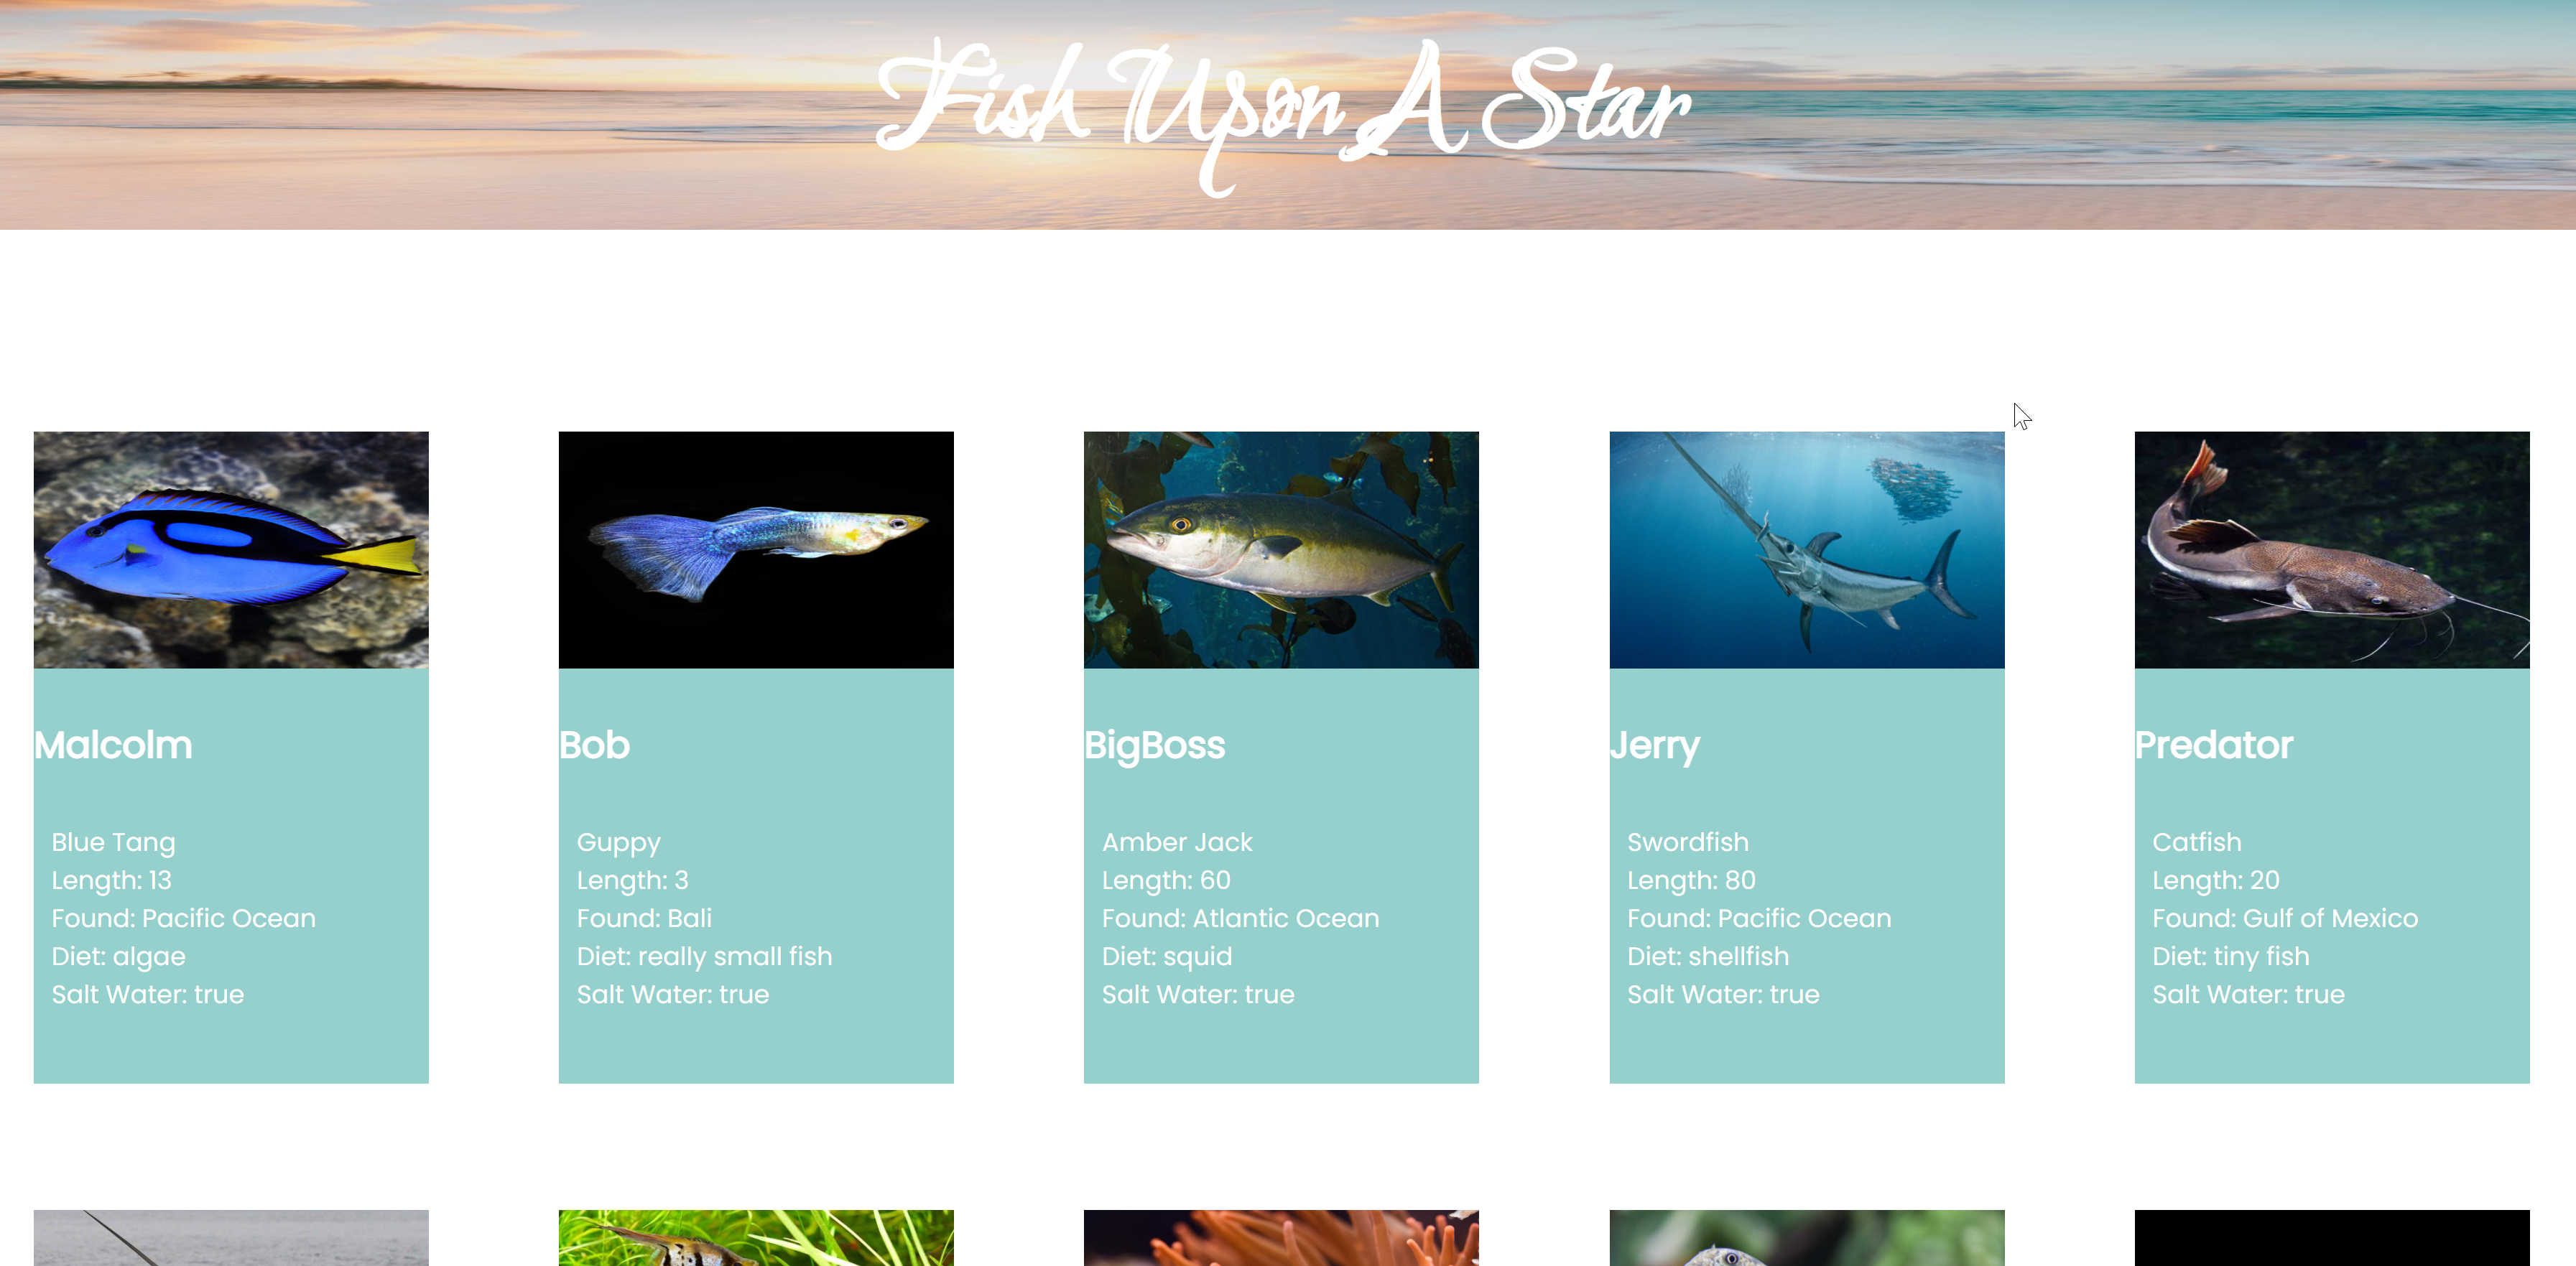 Fish Upon A Star
Malcolm
Blue Tang
Length: 13
Found: Pacific Ocean
Diet: algae
Salt Water: true
Bob
Guppy
Length: 3
Found: Bali
Diet: really small fish
Salt Water: true
BigBoss
Amber Jack
Length: 60
Found: Atlantic Ocean
Diet: squid
Salt Water: true
Jerry
Swordfish
Length: 80
Found: Pacific Ocean
Diet: shellfish
Salt Water: true
Predator
Catfish
Length: 20
Found: Gulf of Mexico
Diet: tiny fish
Salt Water: true